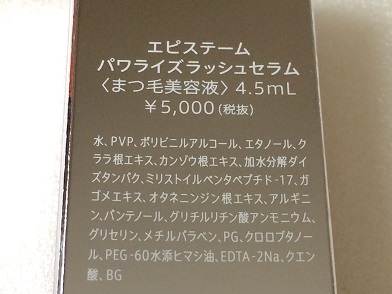 エピステーム
パワライズラッシュセラム
〈まつ毛美容液〉4.5mL
￥5,000(税抜)
水、PVP、ポリビニルアルコール、エタノール、ク
ララ根エキス、カンゾウ根エキス、加水分解ダイ
ズタンパク、ミリストイルペンタペプチド-17、ガ
ゴメエキス、オタネニンジン根エキス、アルギニ
ン、パンテノール、グリチルリチン酸アンモニウム、
グリセリン、メチルパラベン、PG、クロロブタノー
ル、PEG-60水添ヒマシ油、EDTA-2Na、クエン
酸、BG